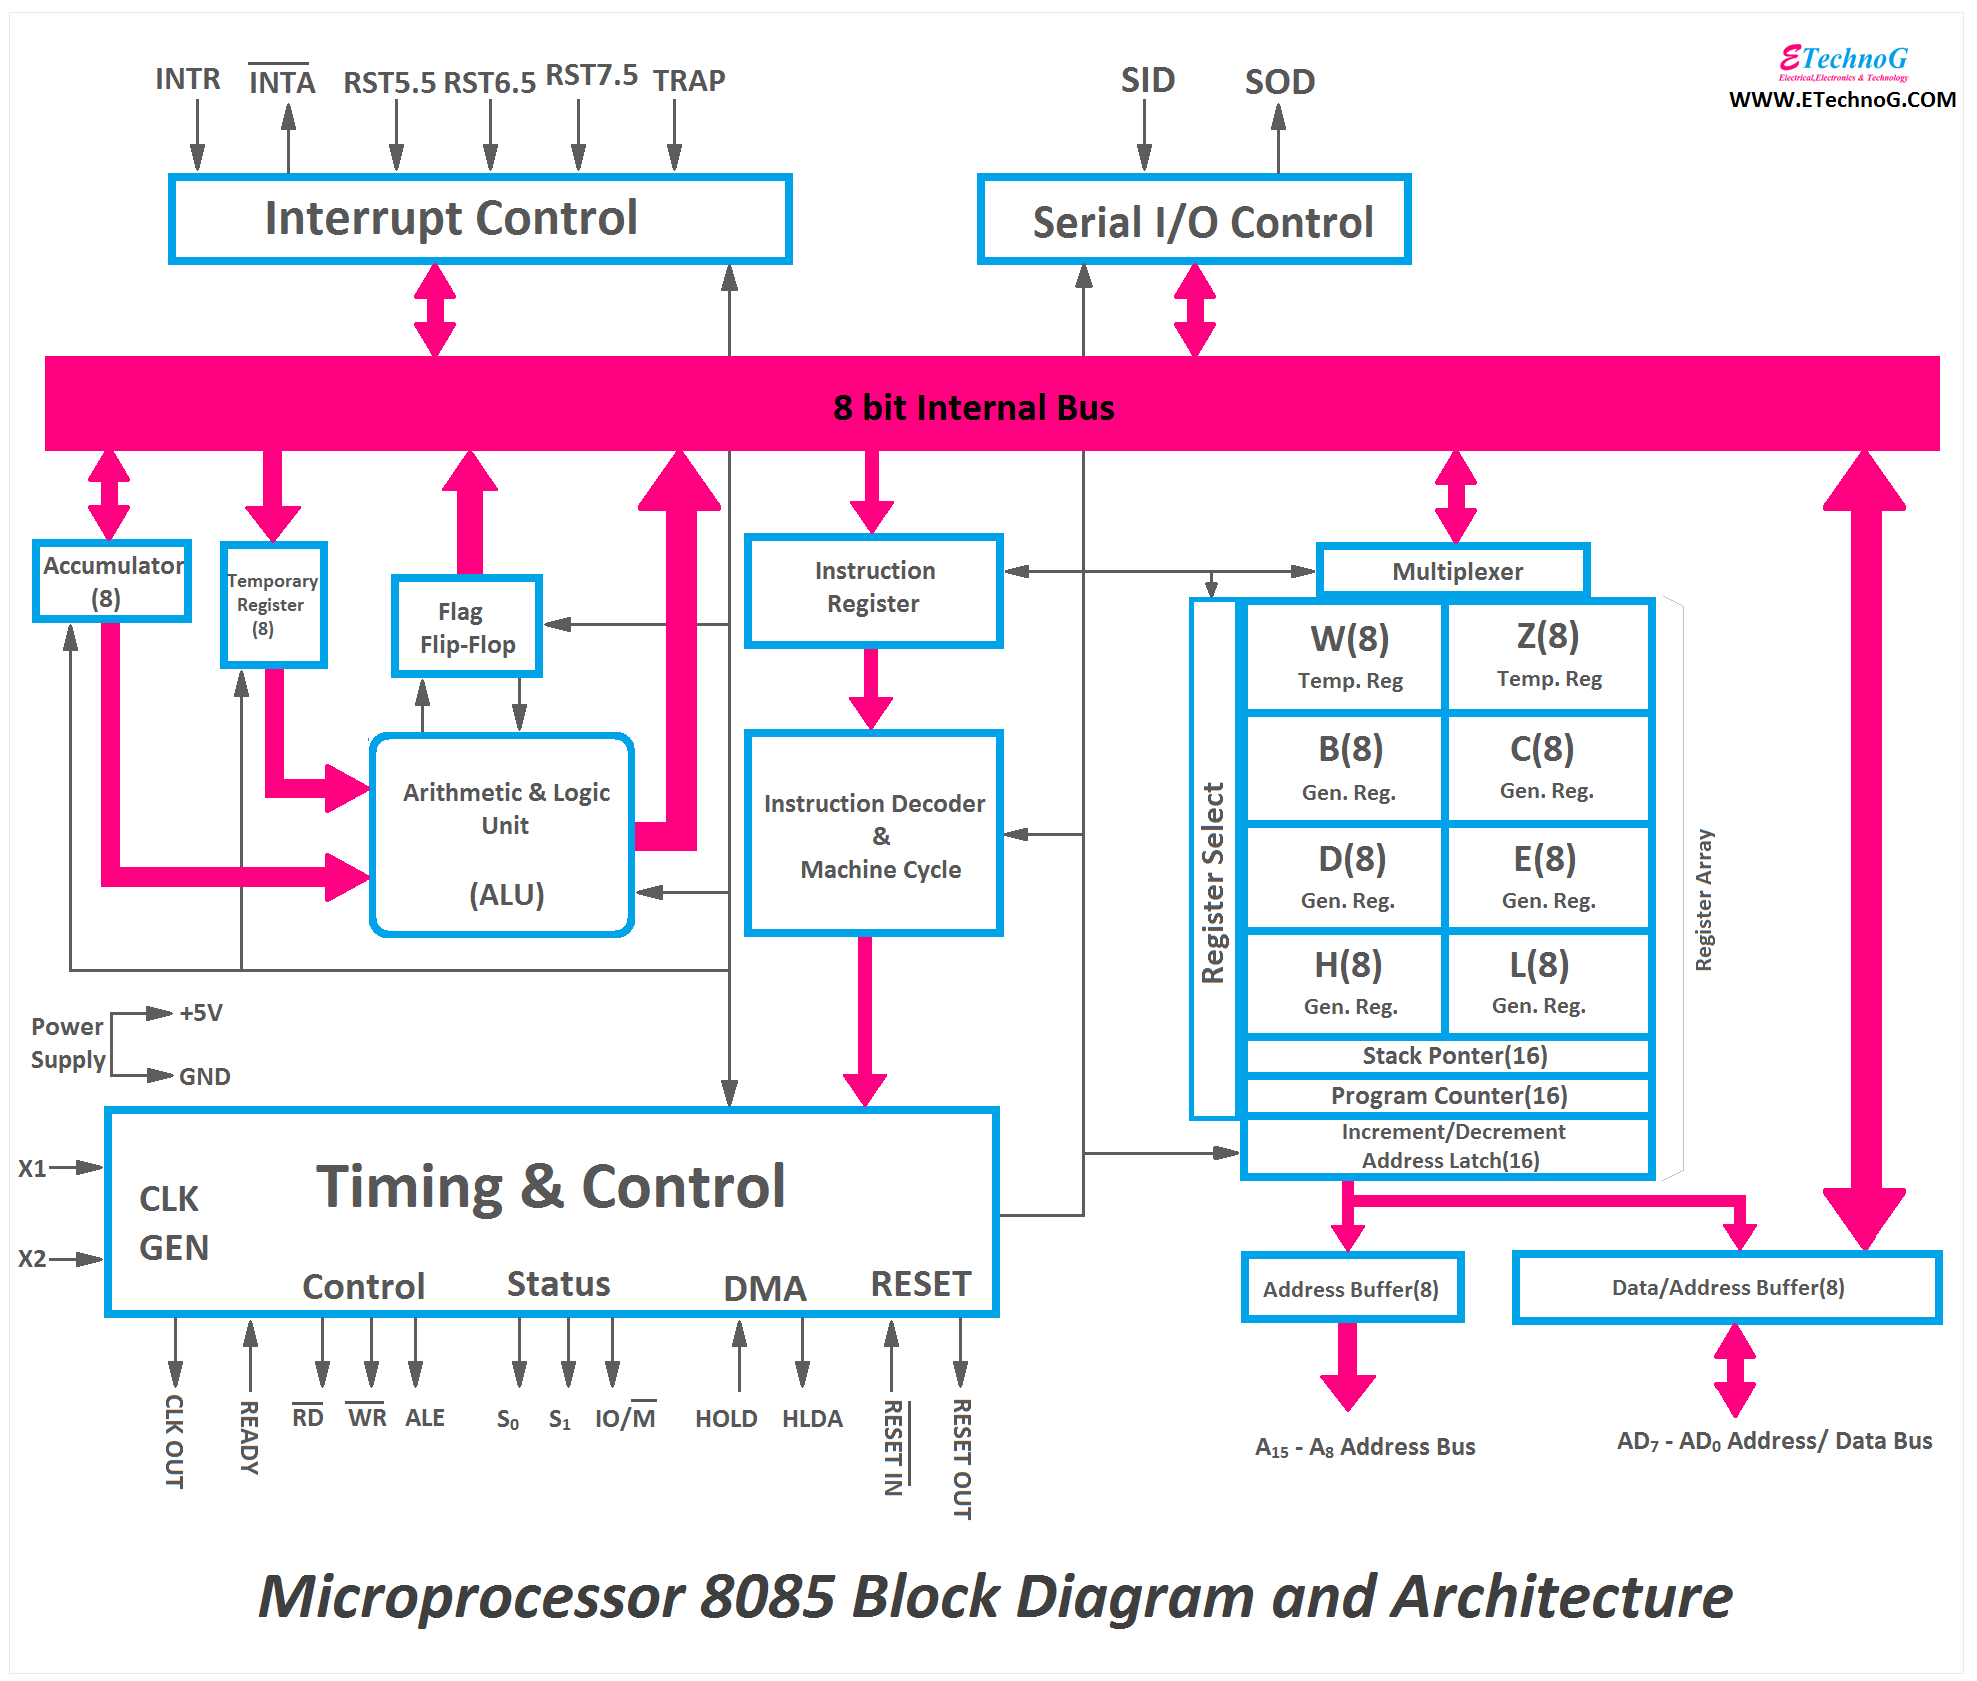 ETechnoG
Electrical,Electronics & Technology
WWW.ETechnoG.COM
INTR
INTA
RST5.5
RST6.5
RST7.5
TRAP
SID
SOD
Interrupt Control
Serial I/O Control
8 bit Internal Bus
Accumulator
(8)
Temporary
Register
(8)
Flag
Flip-Flop
Instruction
Register
Multiplexer
Arithmetic & Logic
Unit
(ALU)
Instruction Decoder
&
Machine Cycle
Register Select
W(8)
Temp. Reg
Z(8)
Temp. Reg
B(8)
Gen. Reg.
C(8)
Gen. Reg.
D(8)
Gen. Reg.
E(8)
Gen. Reg.
H(8)
Gen. Reg.
L(8)
Gen. Reg.
Stack Ponter(16)
Program Counter(16)
Increment/Decrement
Address Latch(16)
Register Array
Power
Supply
+5V
GND
X1
X2
CLK
GEN
Timing & Control
Control
Status
DMA
RESET
CLK OUT
READY
RD
WR
ALE
S0
S1
IO/M
HOLD
HLDA
RESET IN
RESET OUT
Address Buffer(8)
Data/Address Buffer(8)
A15 - A8 Address Bus
AD7 - AD0 Address/ Data Bus
Microprocessor 8085 Block Diagram and Architecture